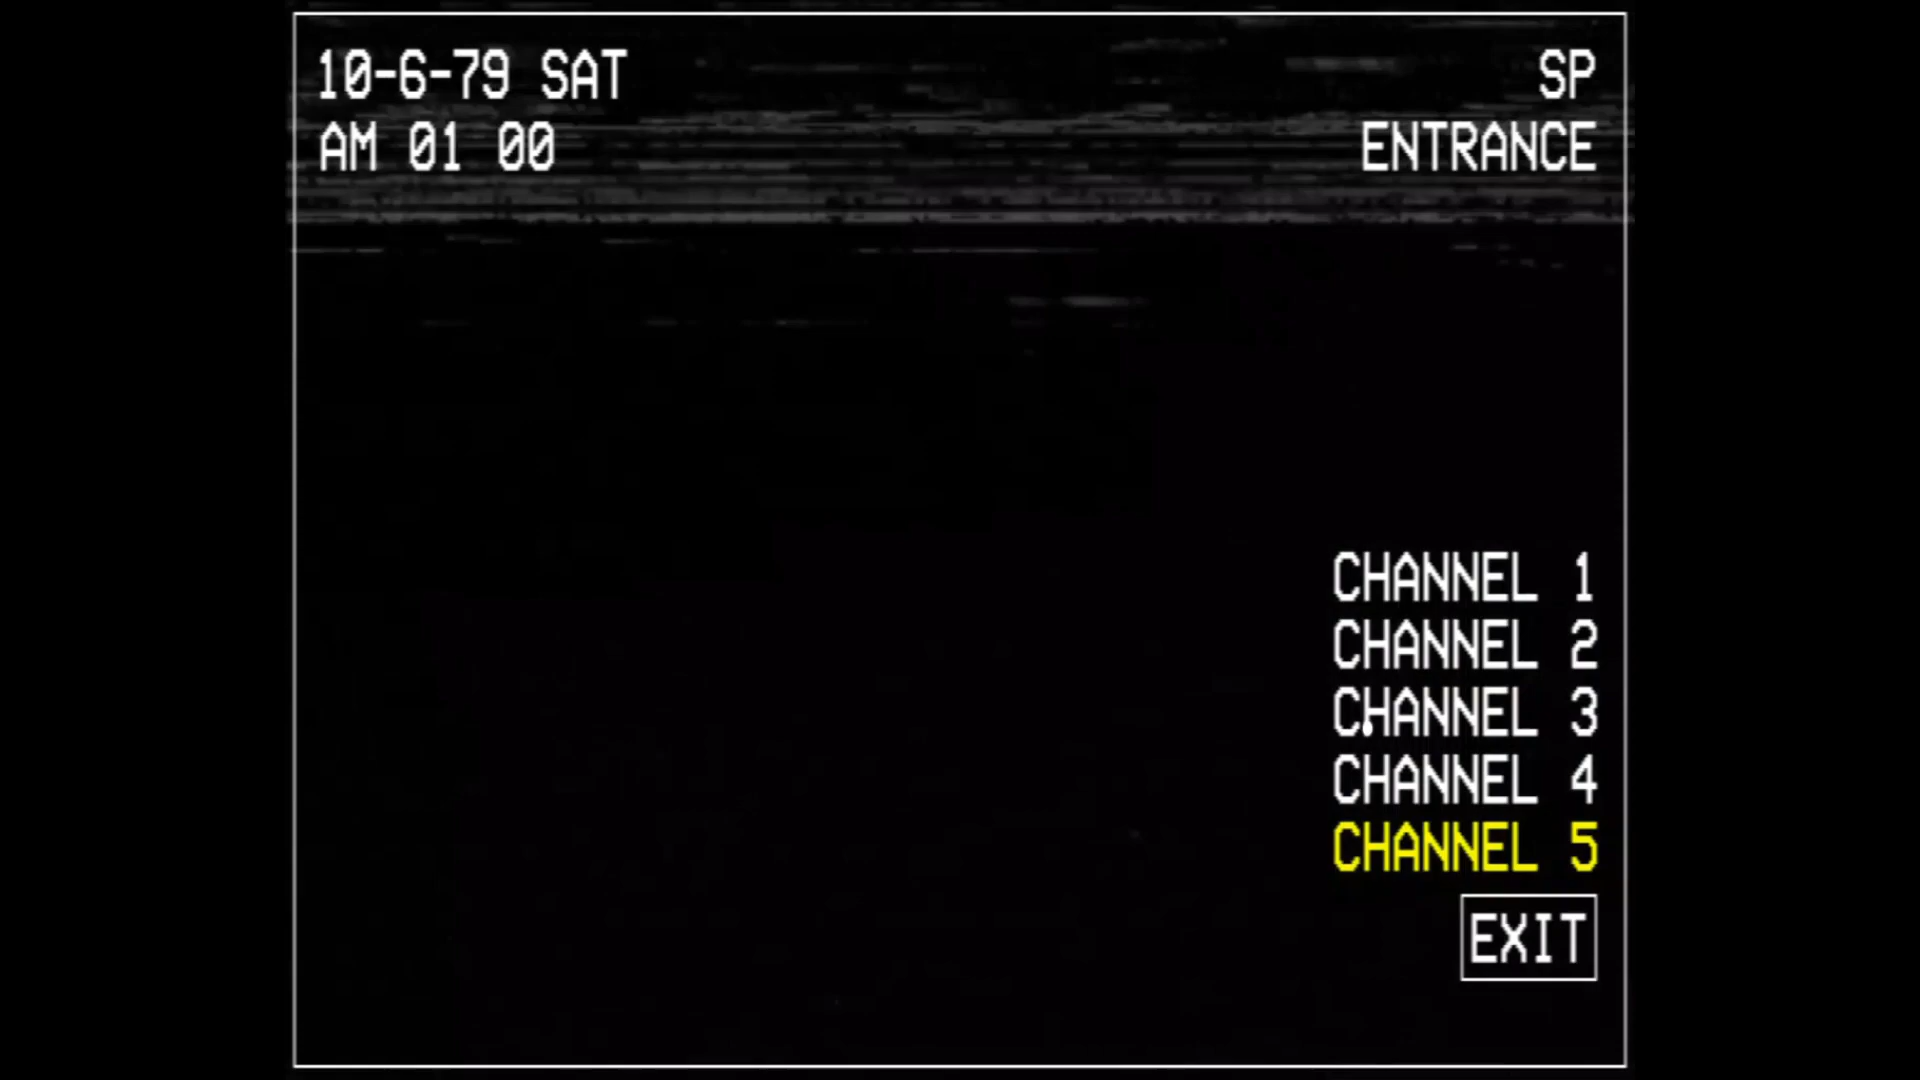 10-6-79 SAT
SP
AM 01 00
ENTRANCE
CHANNEL 1
CHANNEL 2
CHANNEL 3
CHANNEL 4
CHANNEL 5
EXIT